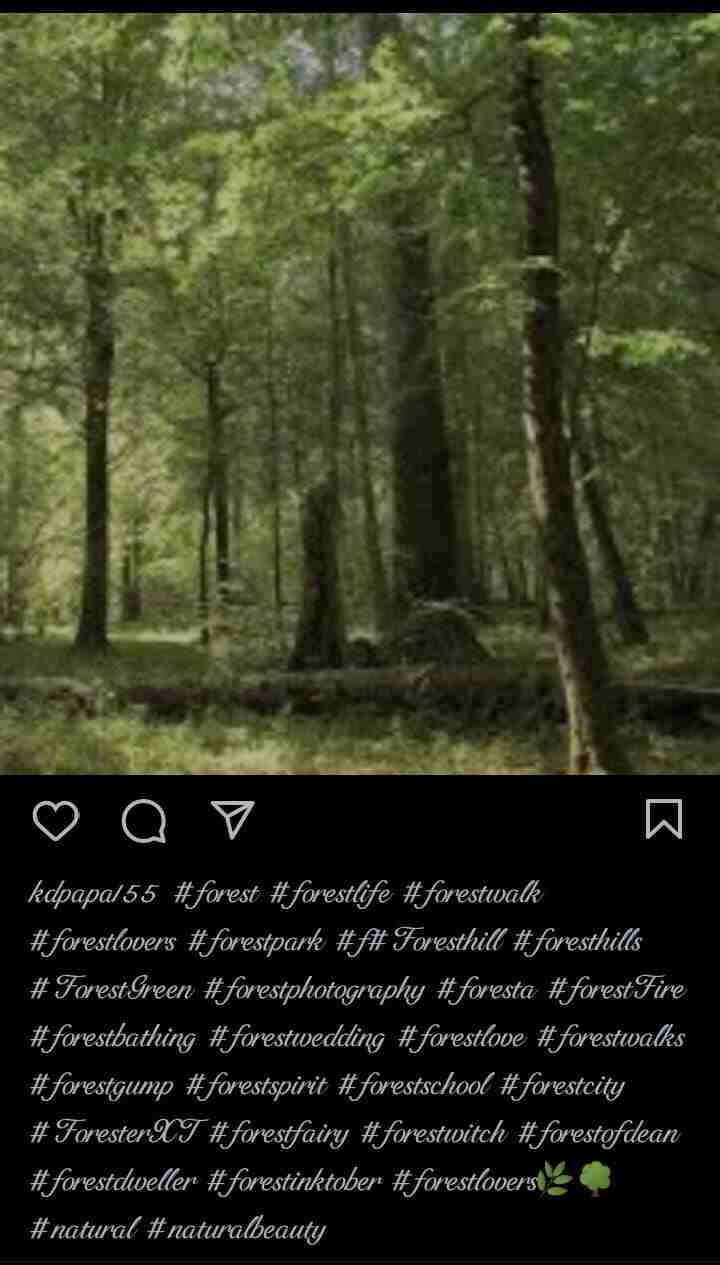 kdpapa155 #forest #forestlife #forestwalk
#forestlovers #forestpark #f# Foresthill #foresthills
#ForestGreen #forestphotography #foresta #forestFire
#forestbathing #forestwedding #forestlove #forestwalks
#forestgump #forestspirit #forestschool #forestcity
#ForesterXT #forestfairy #forestwitch #forestofdean
#forestdweller #forestinktober #forestlovers🌿🌳
#natural #naturalbeauty